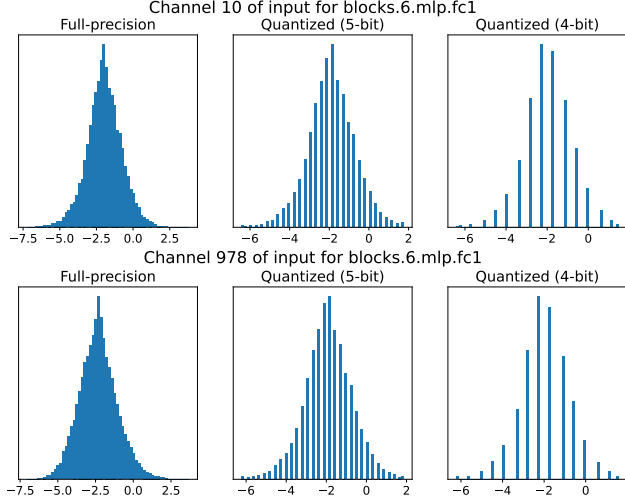 Channel 10 of input for blocks.6.mlp.fc1
Full-precision Quantized (5-bit) Quantized (4-bit)
−7.5 −5.0 −2.5 0.0 2.5 −6 −4 −2 0 2 −6 −4 −2 0
Channel 978 of input for blocks.6.mlp.fc1
Full-precision Quantized (5-bit) Quantized (4-bit)
−7.5 −5.0 −2.5 0.0 2.5 −6 −4 −2 0 2 −6 −4 −2 0